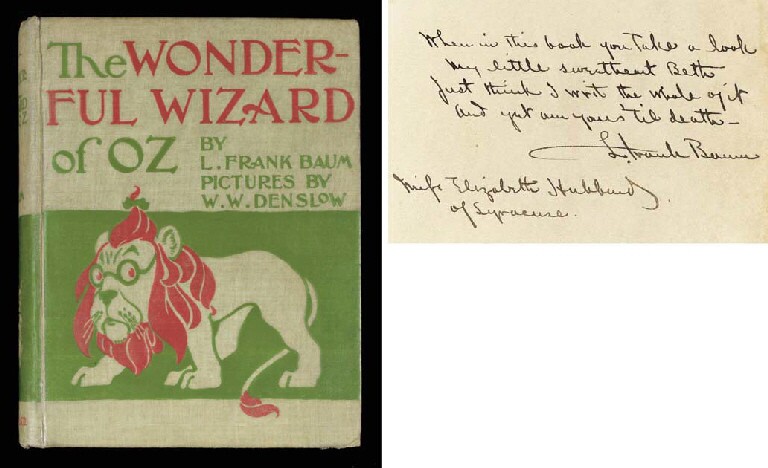 The WONDER-
FUL WIZARD
of OZ
BY
L. FRANK BAUM
PICTURES BY
W. W. DENSLOW
When in this book you take a look
My little sweetheart Beth
Just think I writ the whole of it
And yet am yours 'til death—
L. Frank Baum
Miss Elizabeth Hubbard
of Syracuse.